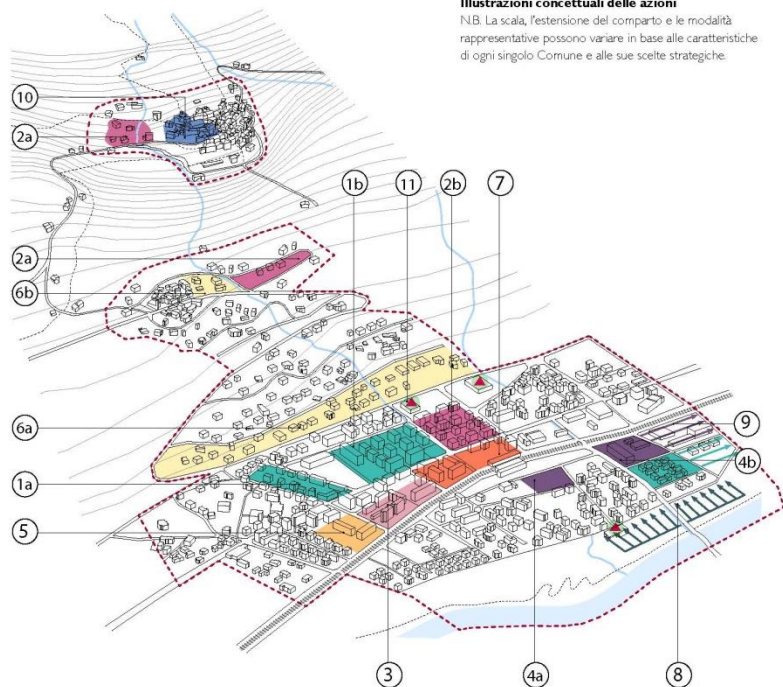 Illustrazioni concettuali delle azioni
N.B. La scala, l'estensione del comparto e le modalità
rappresentative possono variare in base alle caratteristiche
di ogni singolo Comune e alle sue scelte strategiche.
10
2a
1b
11
2b
7
2a
6b
6a
9
1a
4b
5
3
4a
8